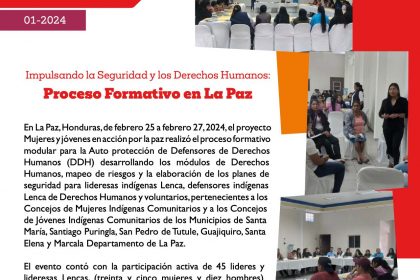 01-2024
Impulsando la Seguridad y los Derechos Humanos:
Proceso Formativo en La Paz
En La Paz, Honduras, de febrero 25 a febrero 27, 2024, el proyecto
Mujeres y jóvenes en acción por la paz realizó el proceso formativo
modular para la Auto protección de Defensores de Derechos
Humanos (DDH) desarrollando los módulos de Derechos
Humanos, mapeo de riesgos y la elaboración de los planes de
seguridad para lideresas indígenas Lenca, defensores indígenas
Lenca de Derechos Humanos y voluntarios, pertenecientes a los
Concejos de Mujeres Indígenas Comunitarios y a los Concejos
de Jóvenes Indígenas Comunitarios de los Municipios de Santa
María, Santiago Puringla, San Pedro de Tutule, Guajiquiro, Santa
Elena y Marcala Departamento de La Paz.
El evento contó con la participación activa de 45 lideres y
lideresas Lencas, (treinta y cinco mujeres y diez hombres)